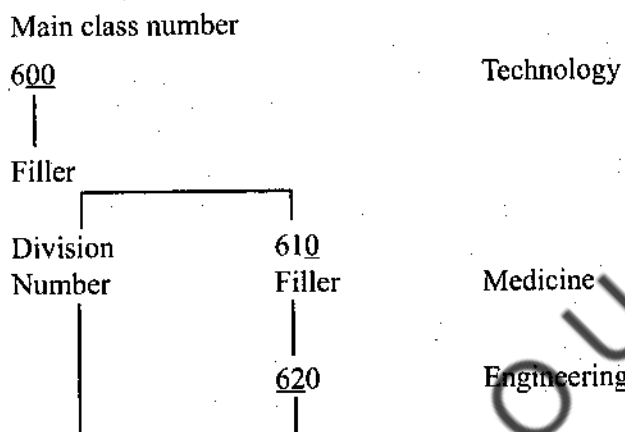 Main class number
600 Technology
Filler
Division 610
Number Filler Medicine
620 Engineering
O U